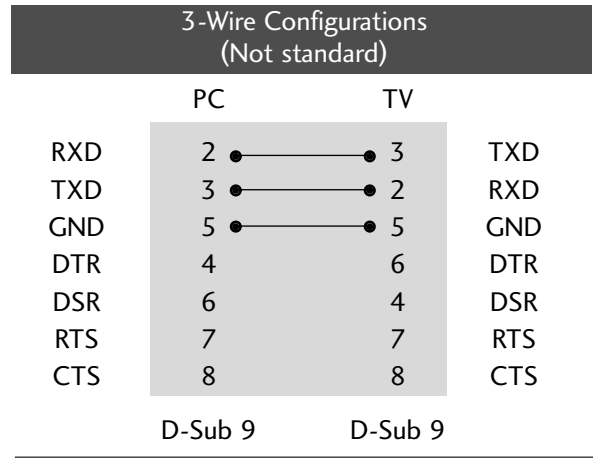 3-Wire Configurations
(Not standard)
PC TV
RXD 2 3 TXD
TXD 3 2 RXD
GND 5 5 GND
DTR 4 6 DTR
DSR 6 4 DSR
RTS 7 7 RTS
CTS 8 8 CTS
D-Sub 9 D-Sub 9